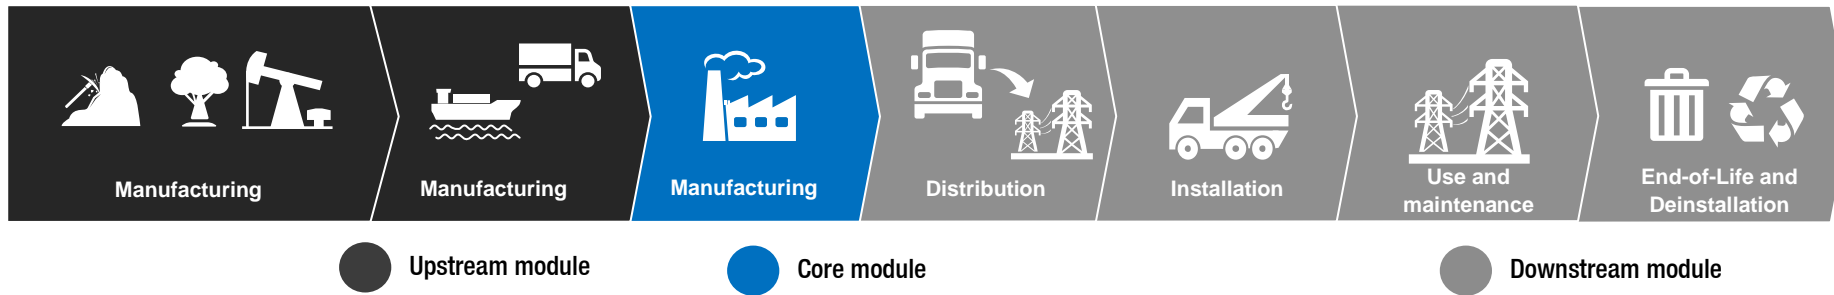 Manufacturing
Manufacturing
Manufacturing
Distribution
Installation
Use and
maintenance
End-of-Life and
Deinstallation
Upstream module
Core module
Downstream module